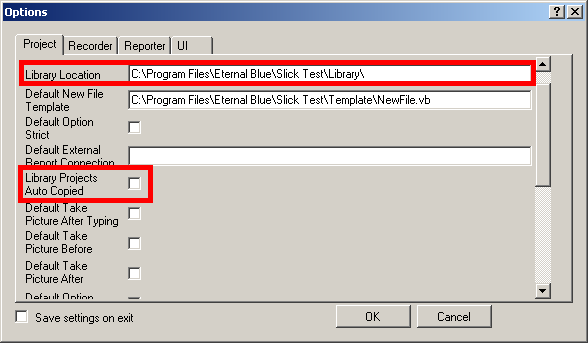 Options
Project Recorder Reporter UI
Library Location C:\Program Files\Eternal Blue\Slick Test\Library\
Default New File
Template C:\Program Files\Eternal Blue\Slick Test\Template\NewFile.vb
Default Option
Strict
Default External
Report Connection
Library Projects
Auto Copied
Default Take
Picture After Typing
Default Take
Picture Before
Default Take
Picture After
Default Option
Save settings on exit OK Cancel